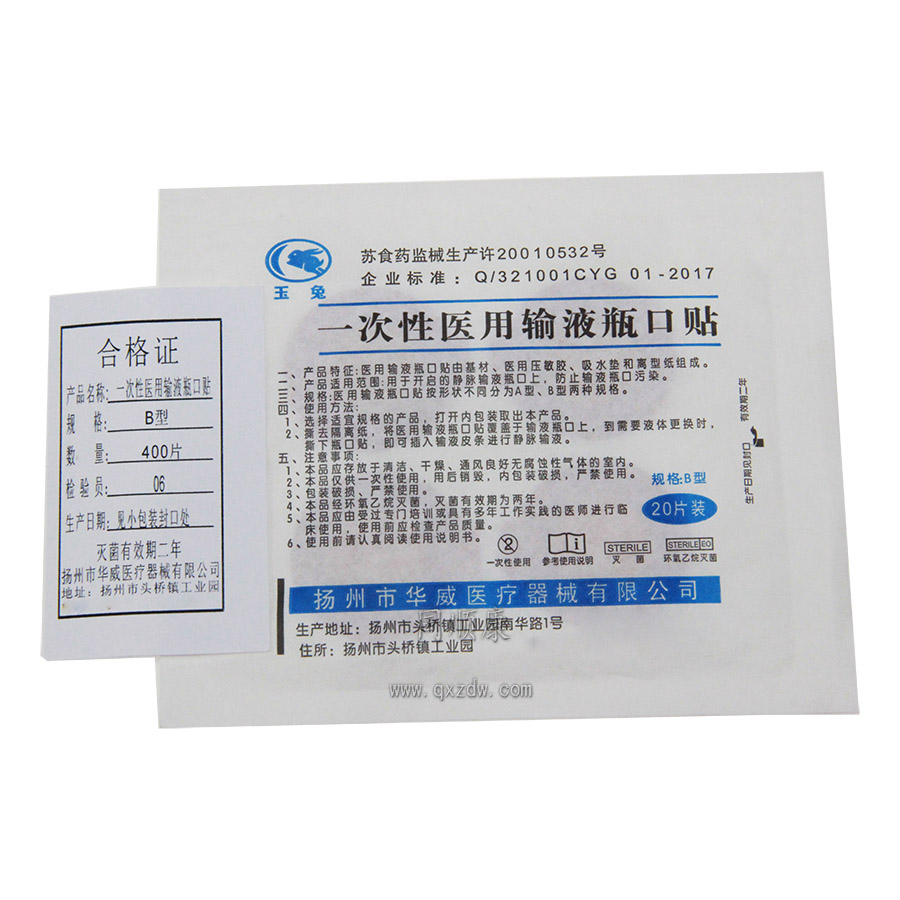 合格证
产品名称: 一次性医用输液瓶口贴
规 格: B型
数 量: 400片
检 验 员: 06
生产日期: 见小包装封口处
灭菌有效期二年
扬州市华威医疗器械有限公司
地址: 扬州市头桥镇工业园
玉兔
苏食药监械生产许20010532号
企业标准：Q/321001CYG 01-2017
一次性医用输液瓶口贴
一、产品特征:医用输液瓶口贴由基材、医用压敏胶、吸水垫和离型纸组成。
二、产品适用范围:用于开启的静脉输液瓶口上，防止输液瓶口污染。
三、规格:医用输液瓶口贴按形状不同分为A型、B型两种规格。
四、使用方法:
1、选择适宜规格的产品，打开内包装取出本产品。
2、撕去隔离纸，将医用输液瓶口贴覆盖于输液瓶口上，到需要液体更换时，
撕下瓶口贴，即可插入输液皮条进行静脉输液。
五、注意事项:
1、本品应存放于清洁、干燥、通风良好无腐蚀性气体的室内。
2、本品仅供一次性使用，用后销毁，内包装破损，严禁使用。
3、包装破损、严禁使用。
4、本品经环氧乙烷灭菌，灭菌有效期为两年。
5、本品应由受过专门培训或具有多年工作实践的医师进行临
床使用，使用前应检查产品质量。
6、使用前请认真阅读使用说明书。
规格:B型
20片装
生产日期见封口
有效期二年
2
i
STERILE
STERILE EO
一次性使用
参考使用说明
灭 菌
环氧乙烷灭菌
扬州市华威医疗器械有限公司
生产地址：扬州市头桥镇工业园南华路1号
住所：扬州市头桥镇工业园
同顺康
www.qxzdw.com